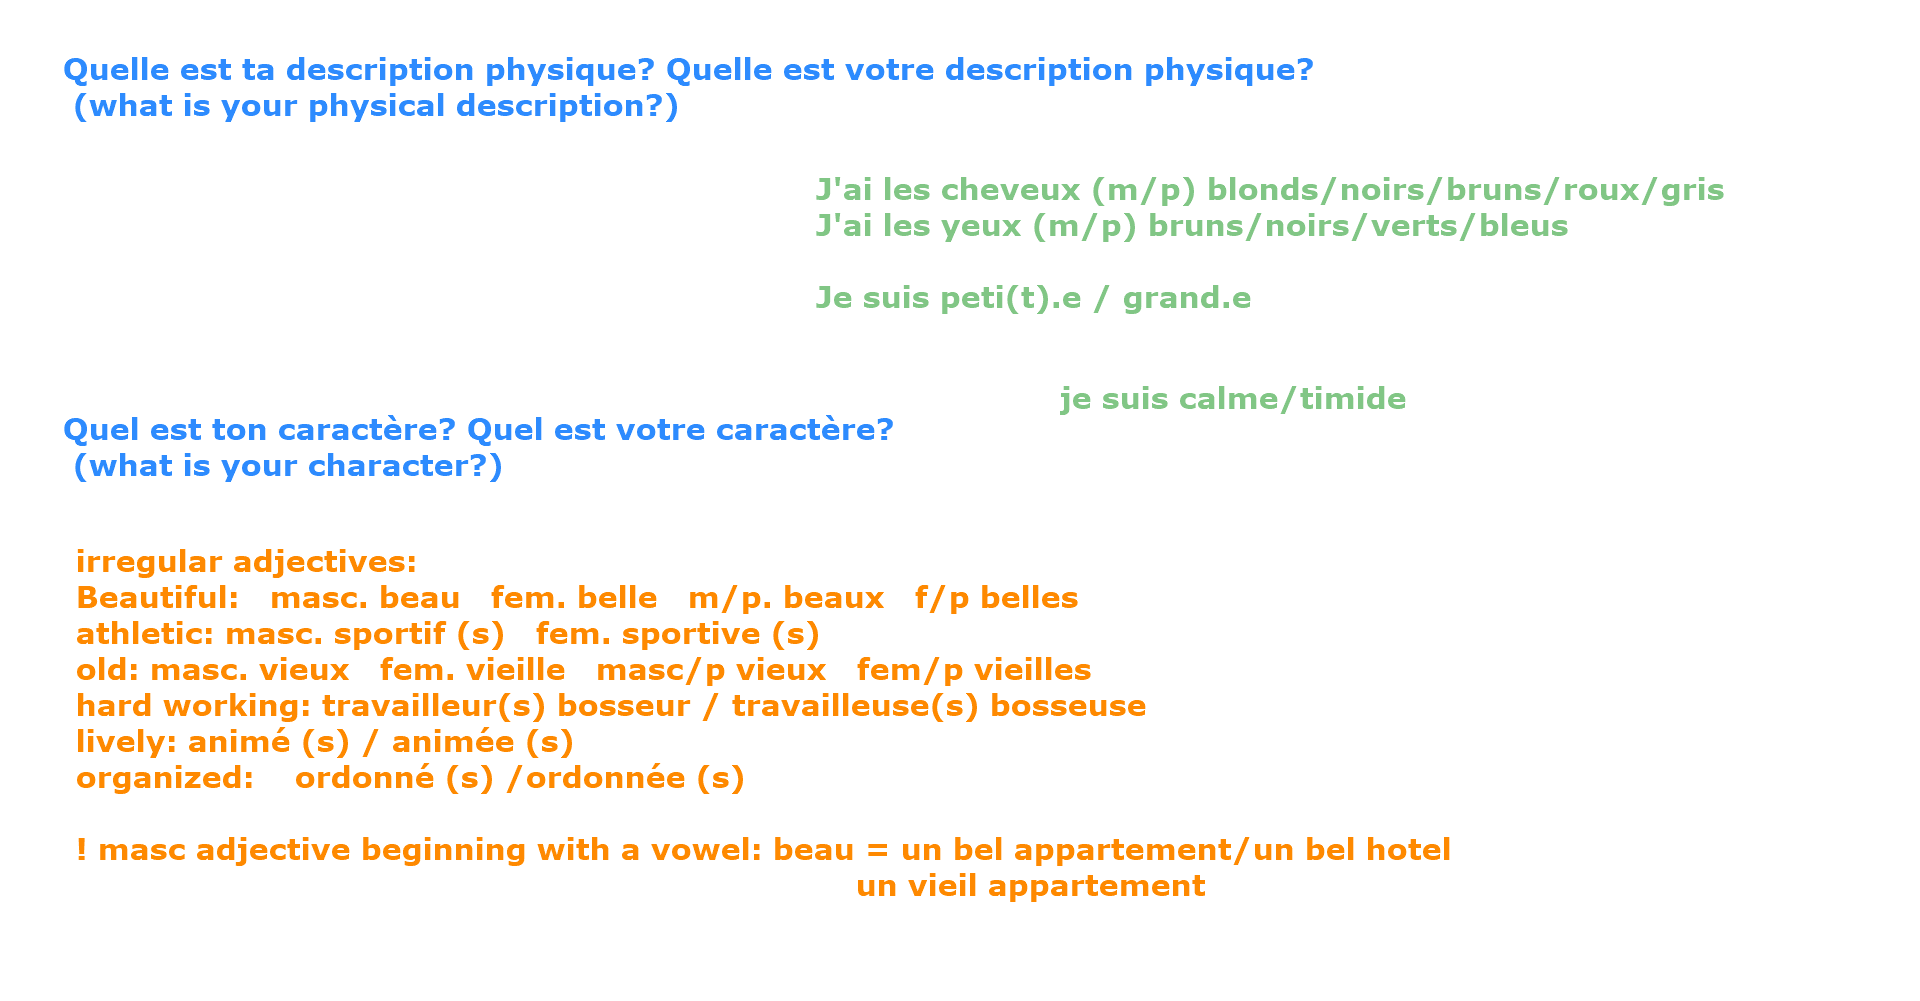 Quelle est ta description physique? Quelle est votre description physique?
(what is your physical description?)
J'ai les cheveux (m/p) blonds/noirs/bruns/roux/gris
J'ai les yeux (m/p) bruns/noirs/verts/bleus
Je suis peti(t).e / grand.e
je suis calme/timide
Quel est ton caractère? Quel est votre caractère?
(what is your character?)
irregular adjectives:
Beautiful: masc. beau fem. belle m/p. beaux f/p belles
athletic: masc. sportif (s) fem. sportive (s)
old: masc. vieux fem. vieille masc/p vieux fem/p vieilles
hard working: travailleur(s) bosseur / travailleuse(s) bosseuse
lively: animé (s) / animée (s)
organized: ordonné (s) /ordonnée (s)
! masc adjective beginning with a vowel: beau = un bel appartement/un bel hotel
un vieil appartement